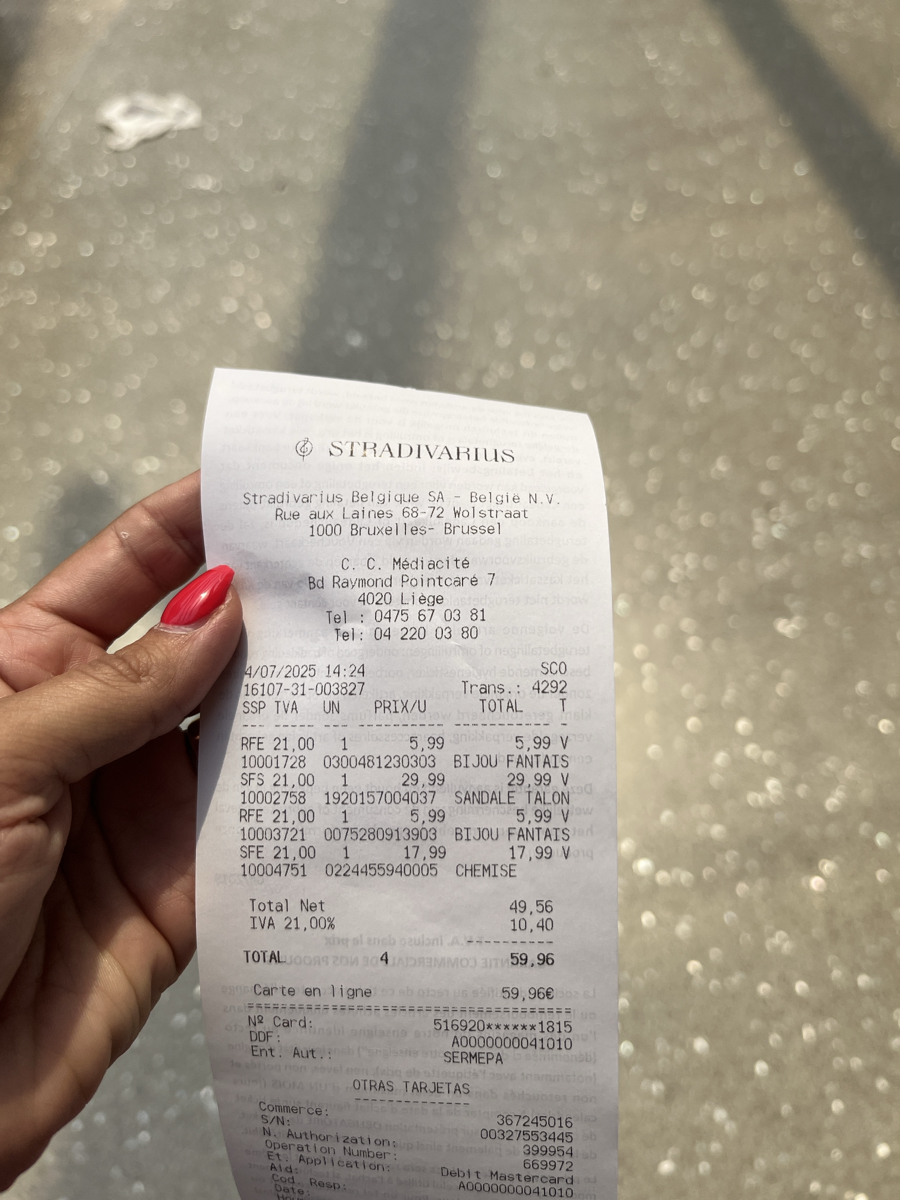 STRADIVARIUS
Stradivarius Belgique SA - België N.V.
Rue aux Laines 68-72 Wolstraat
1000 Bruxelles- Brussel
C. C. Médiacité
Bd Raymond Pointcaré 7
4020 Liège
Tel : 0475 67 03 81
Tel: 04 220 03 80
4/07/2025 14:24 SCO
16107-31-003827 Trans.: 4292
SSP TVA UN PRIX/U TOTAL T
--- ----- --- ---------- ---------- -
RFE 21,00 1 5,99 5,99 V
10001728 0300481230303 BIJOU FANTAIS
SFS 21,00 1 29,99 29,99 V
10002758 1920157004037 SANDALE TALON
RFE 21,00 1 5,99 5,99 V
10003721 0075280913903 BIJOU FANTAIS
SFE 21,00 1 17,99 17,99 V
10004751 0224455940005 CHEMISE
Total Net 49,56
IVA 21,00% 10,40
----------
TOTAL 4 59,96
Carte en ligne 59,96€
======================================
Nº Card: 516920******1815
DDF: A0000000041010
Ent. Aut.: SERMEPA
OTRAS TARJETAS
-------------
Commerce: 367245016
S/N: 00327553445
N. Authorization: 399954
Operation Number: 669972
Et. Application: Debit Mastercard
Aid: A0000000041010
Cod. Resp:
Date: